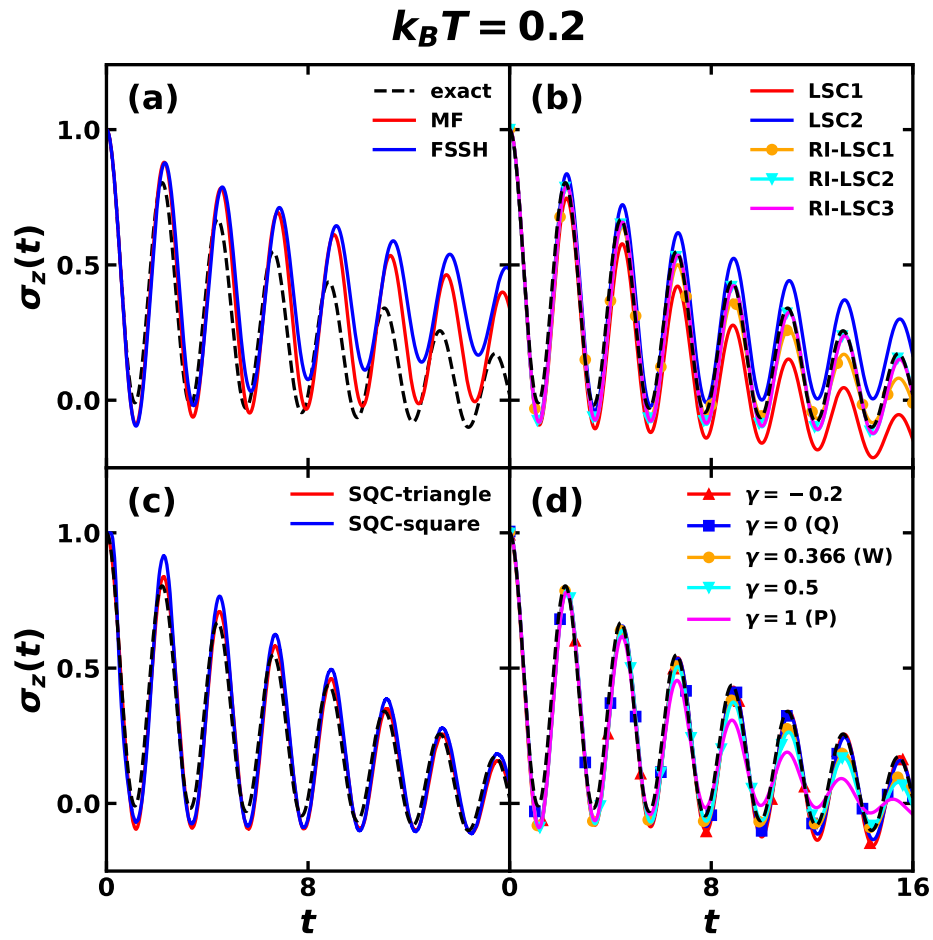 k_B T = 0.2
(a)
exact
MF
FSSH
(b)
LSC1
LSC2
RI-LSC1
RI-LSC2
RI-LSC3
1.0
0.5
0.0
σ_z(t)
(c)
SQC-triangle
SQC-square
(d)
γ = −0.2
γ = 0 (Q)
γ = 0.366 (W)
γ = 0.5
γ = 1 (P)
1.0
0.5
0.0
σ_z(t)
0 8 0 8 16
t t